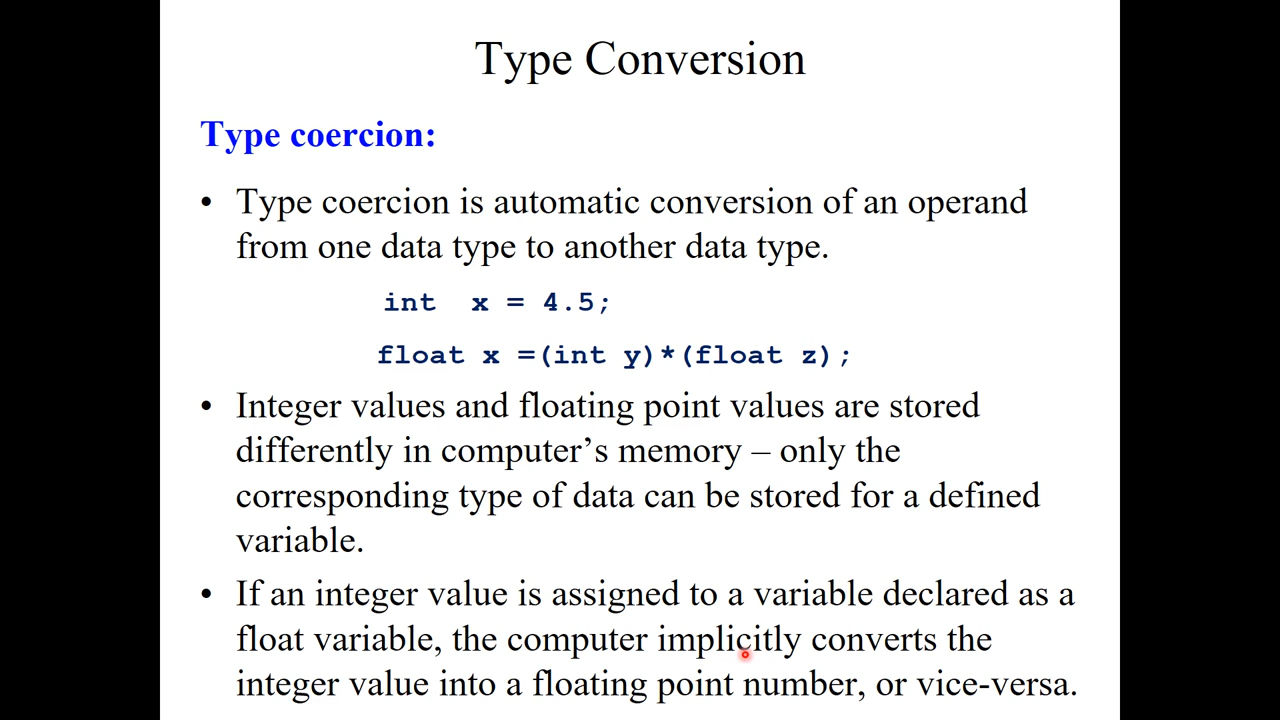 Type Conversion
Type coercion:
• Type coercion is automatic conversion of an operand
from one data type to another data type.
int  x = 4.5;
float x =(int y)*(float z);
• Integer values and floating point values are stored
differently in computer’s memory – only the
corresponding type of data can be stored for a defined
variable.
• If an integer value is assigned to a variable declared as a
float variable, the computer implicitly converts the
integer value into a floating point number, or vice-versa.